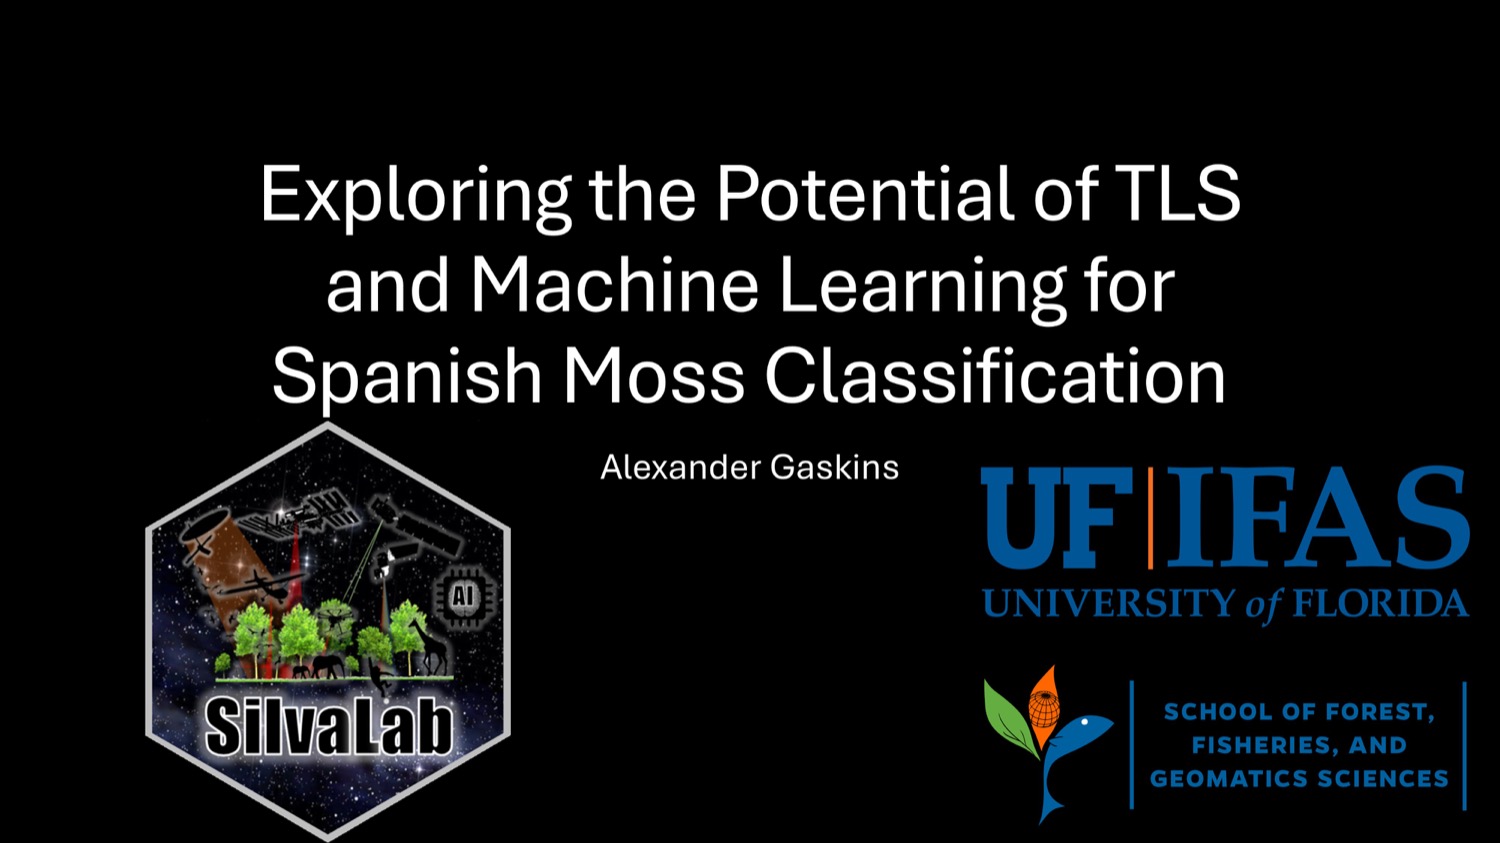 Exploring the Potential of TLS
and Machine Learning for
Spanish Moss Classification
Alexander Gaskins
AI
SilvaLab
UF|IFAS
UNIVERSITY of FLORIDA
SCHOOL OF FOREST,
FISHERIES, AND
GEOMATICS SCIENCES